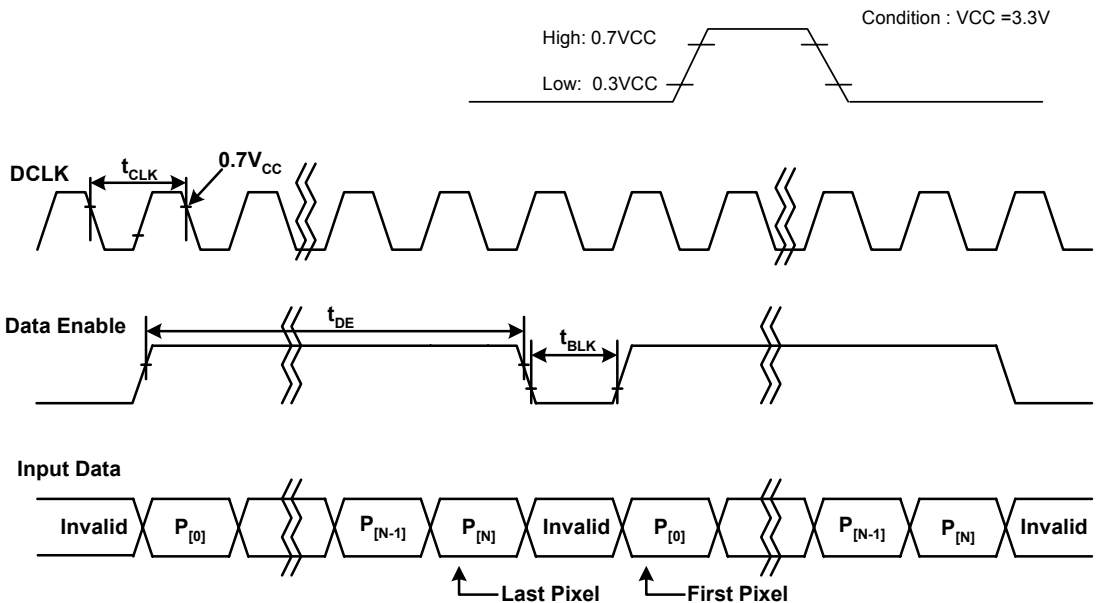 Condition : VCC =3.3V
High: 0.7VCC
Low: 0.3VCC
DCLK
tCLK
0.7VCC
Data Enable
tDE
tBLK
Input Data
Invalid P[0] P[N-1] P[N] Invalid P[0] P[N-1] P[N] Invalid
Last Pixel First Pixel